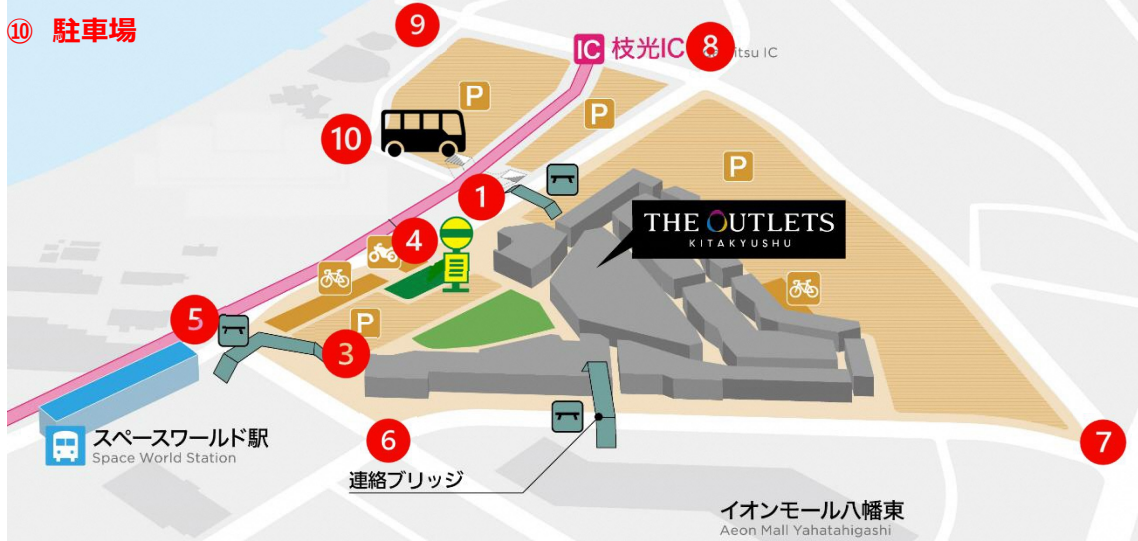 ⑩ 駐車場
9
IC 枝光IC 8 itsu IC
P
P
10
P
1
THE OUTLETS
KITAKYUSHU
4
5
P
3
スペースワールド駅
Space World Station
6
7
連絡ブリッジ
イオンモール八幡東
Aeon Mall Yahatahigashi